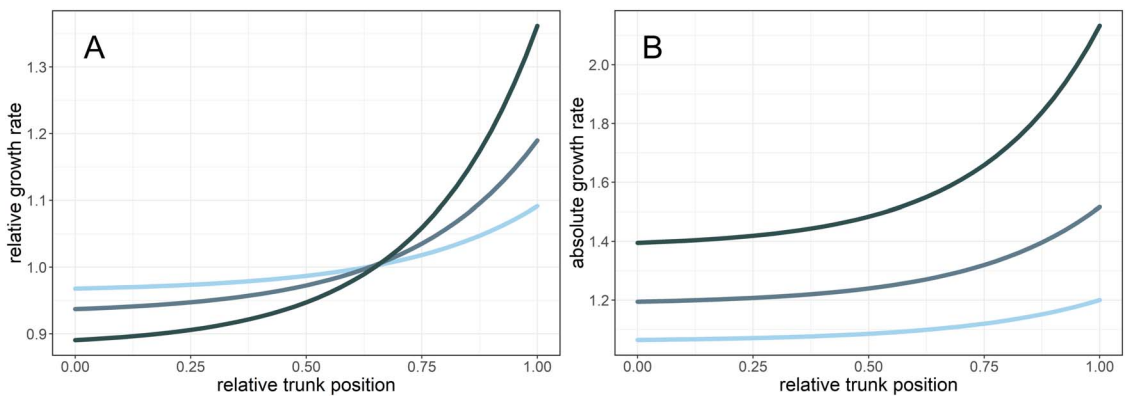 A
relative growth rate
1.3
1.2
1.1
1.0
0.9
0.00 0.25 0.50 0.75 1.00
relative trunk position
B
absolute growth rate
2.0
1.8
1.6
1.4
1.2
0.00 0.25 0.50 0.75 1.00
relative trunk position